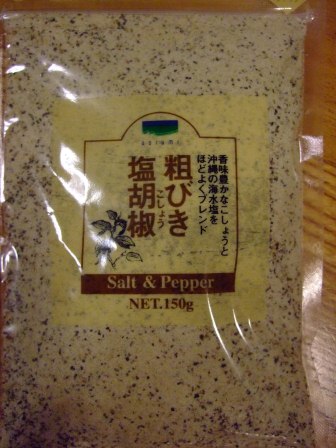 香味豊かなこしょうと
沖縄の海水塩を
ほどよくブレンド
粗びき
塩胡椒
こしょう
Salt & Pepper
NET.150g